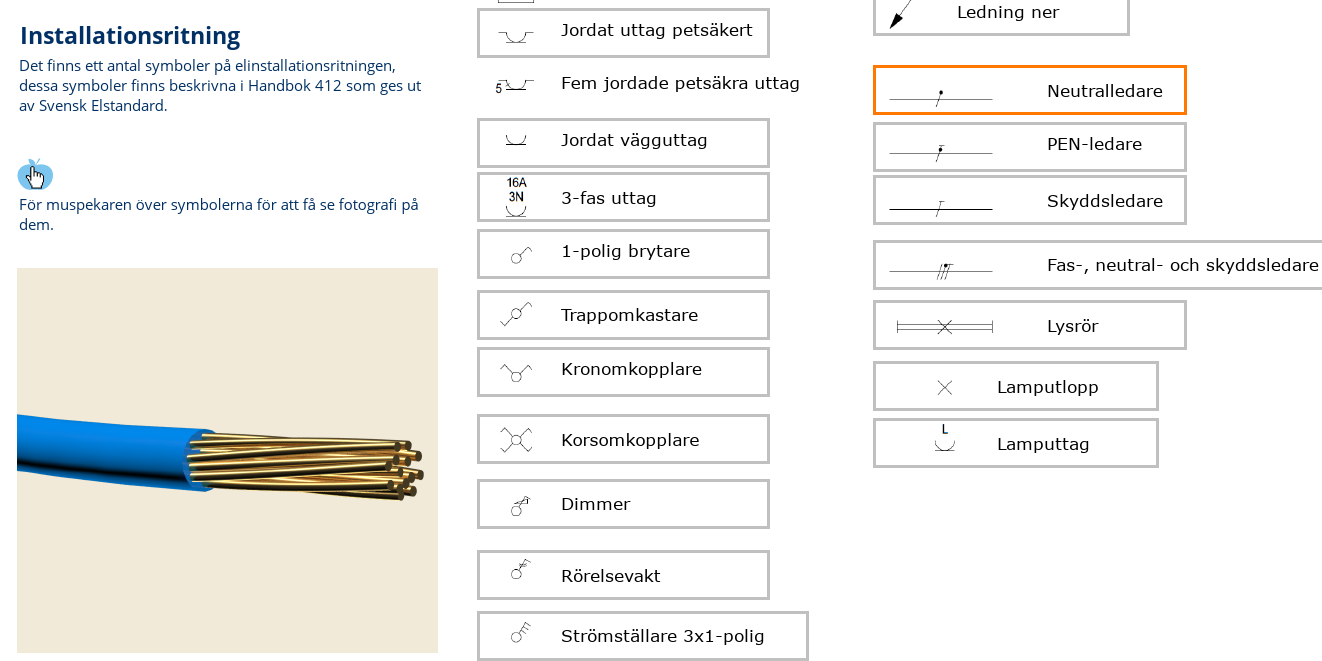 Installationsritning
Det finns ett antal symboler på elinstallationsritningen,
dessa symboler finns beskrivna i Handbok 412 som ges ut
av Svensk Elstandard.
För muspekaren över symbolerna för att få se fotografi på
dem.
Jordat uttag petsäkert
5
Fem jordade petsäkra uttag
Jordat vägguttag
16A
3N
3-fas uttag
1-polig brytare
Trappomkastare
Kronomkopplare
Korsomkopplare
Dimmer
Rörelsevakt
Strömställare 3x1-polig
Ledning ner
Neutralledare
PEN-ledare
Skyddsledare
Fas-, neutral- och skyddsledare
Lysrör
Lamputlopp
L
Lamputtag